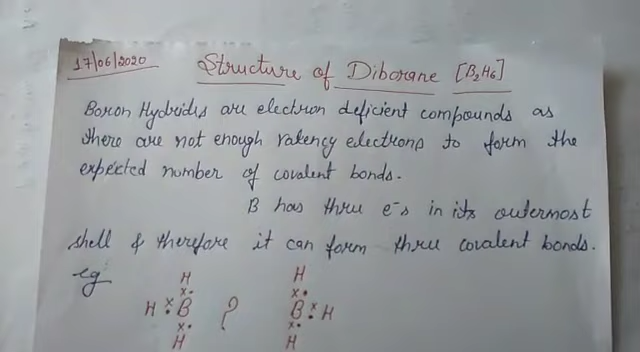 17/06/2020 Structure of Diborane [B2H6]
Boron Hydrides are electron deficient compounds as
there are not enough valency electrons to form the
expected number of covalent bonds.
B has three e-s in its outermost
shell & therefore it can form three covalent bonds.
eg
H H
H B ? B H
H H